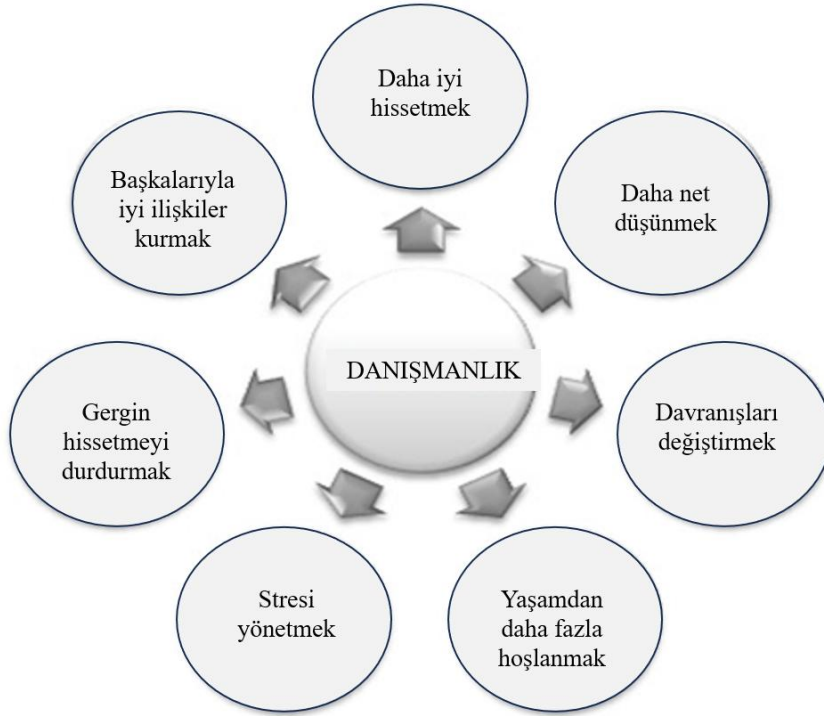 Daha iyi
hissetmek
Daha net
düşünmek
Davranışları
değiştirmek
Yaşamdan
daha fazla
hoşlanmak
Stresi
yönetmek
Gergin
hissetmeyi
durdurmak
Başkalarıyla
iyi ilişkiler
kurmak
DANIŞMANLIK